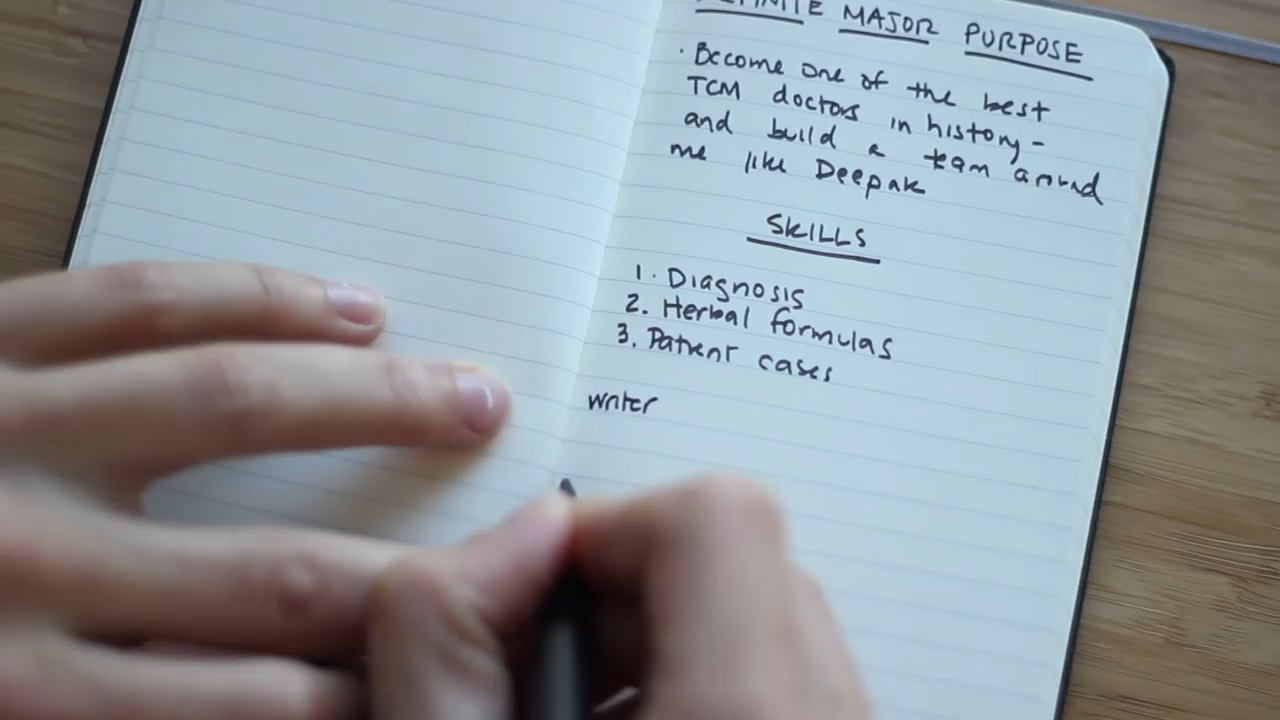 MAJOR PURPOSE
· Become one of the best
TCM doctors in history-
and build a team around
me like Deepak
SKILLS
1. Diagnosis
2. Herbal formulas
3. Patient cases
writer